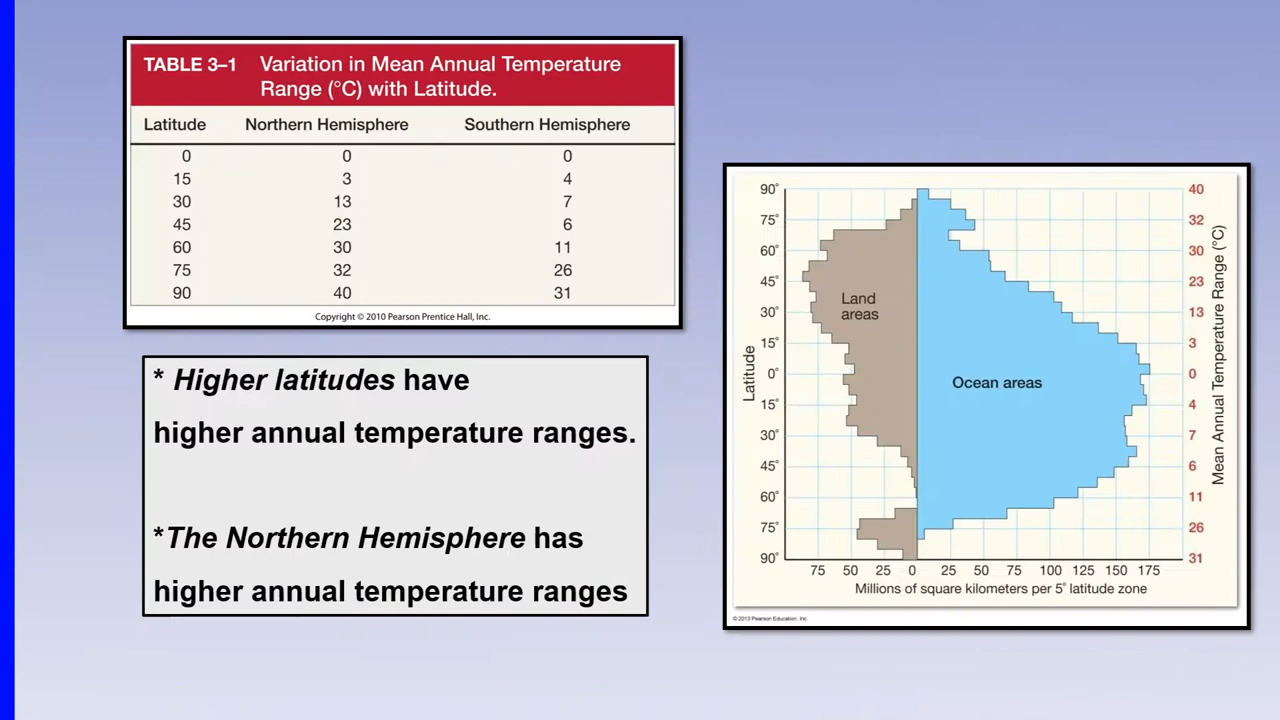 TABLE 3–1 Variation in Mean Annual Temperature
Range (°C) with Latitude.
Latitude Northern Hemisphere Southern Hemisphere
0 0 0
15 3 4
30 13 7
45 23 6
60 30 11
75 32 26
90 40 31
Copyright © 2010 Pearson Prentice Hall, Inc.
* Higher latitudes have
higher annual temperature ranges.
*The Northern Hemisphere has
higher annual temperature ranges
90° 40
75° 32
60° 30
45° 23
30° 13
15° 3
0° 0
15° 4
30° 7
45° 6
60° 11
75° 26
90° 31
Latitude
Land
areas
Ocean areas
Mean Annual Temperature Range (°C)
75 50 25 0 25 50 75 100 125 150 175
Millions of square kilometers per 5° latitude zone
© 2013 Pearson Education, Inc.